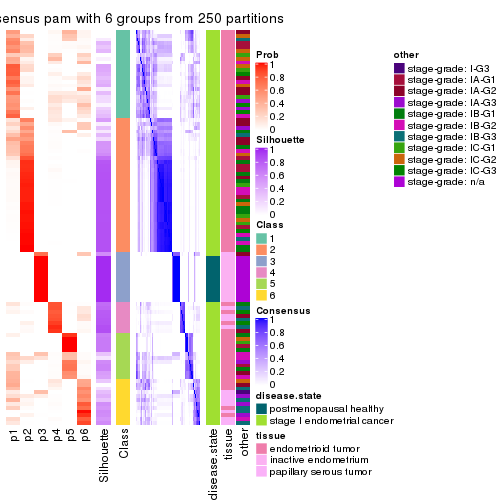 sensus pam with 6 groups from 250 partitions
Prob
1
0.8
0.6
0.4
0.2
0
Silhouette
1
0.8
0.6
0.4
0.2
0
Class
1
2
3
4
5
6
Consensus
1
0.8
0.6
0.4
0.2
0
disease.state
postmenopausal healthy
stage I endometrial cancer
tissue
endometrioid tumor
inactive endometrium
papillary serous tumor
other
stage-grade: I-G3
stage-grade: IA-G1
stage-grade: IA-G2
stage-grade: IA-G3
stage-grade: IB-G1
stage-grade: IB-G2
stage-grade: IB-G3
stage-grade: IC-G1
stage-grade: IC-G2
stage-grade: IC-G3
stage-grade: n/a
p1
p2
p3
p4
p5
p6
Silhouette
Class
disease.state
tissue
other